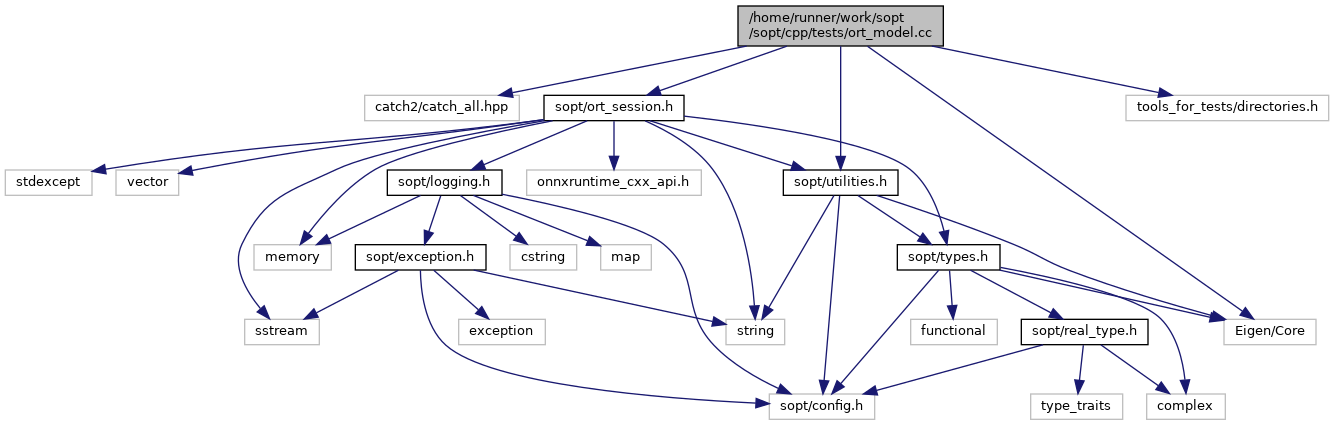 /home/runner/work/sopt
/sopt/cpp/tests/ort_model.cc
catch2/catch_all.hpp
sopt/ort_session.h
tools_for_tests/directories.h
stdexcept
vector
sopt/logging.h
onnxruntime_cxx_api.h
sopt/utilities.h
memory
sopt/exception.h
cstring
map
sopt/types.h
sstream
exception
string
functional
sopt/real_type.h
Eigen/Core
sopt/config.h
type_traits
complex